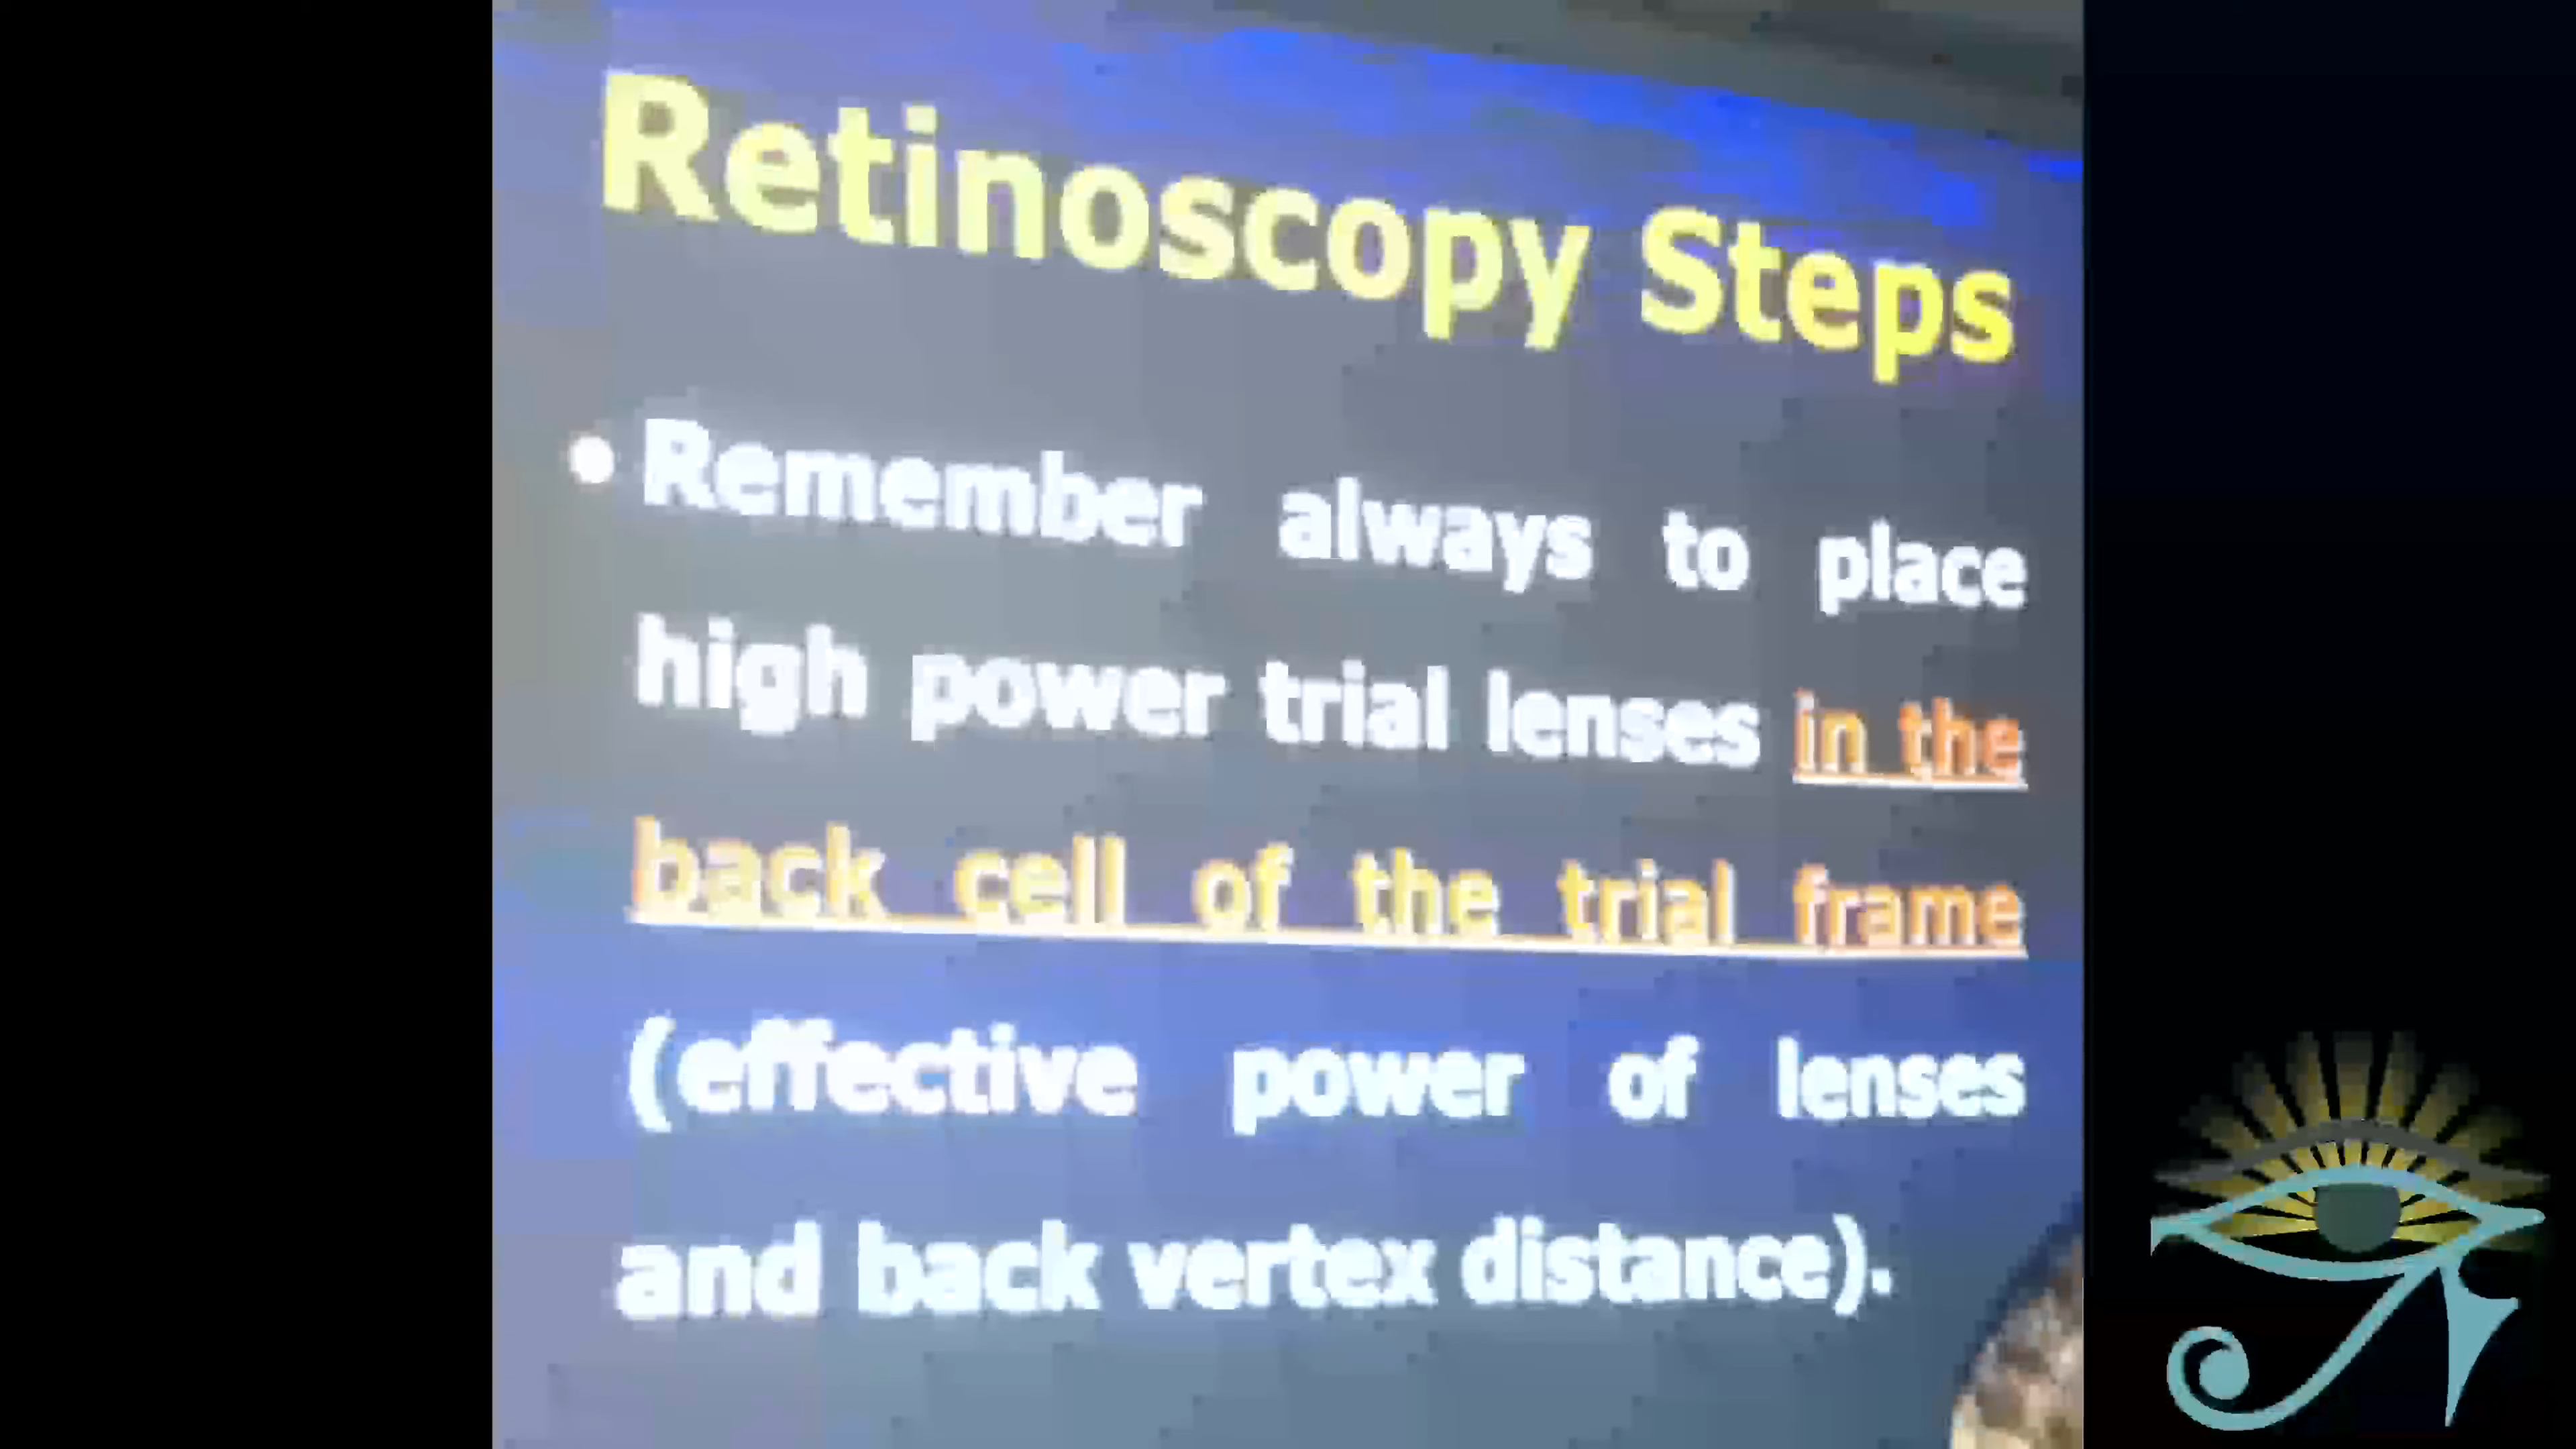 Retinoscopy Steps
• Remember always to place
high power trial lenses in the
back cell of the trial frame
(effective power of lenses
and back vertex distance).